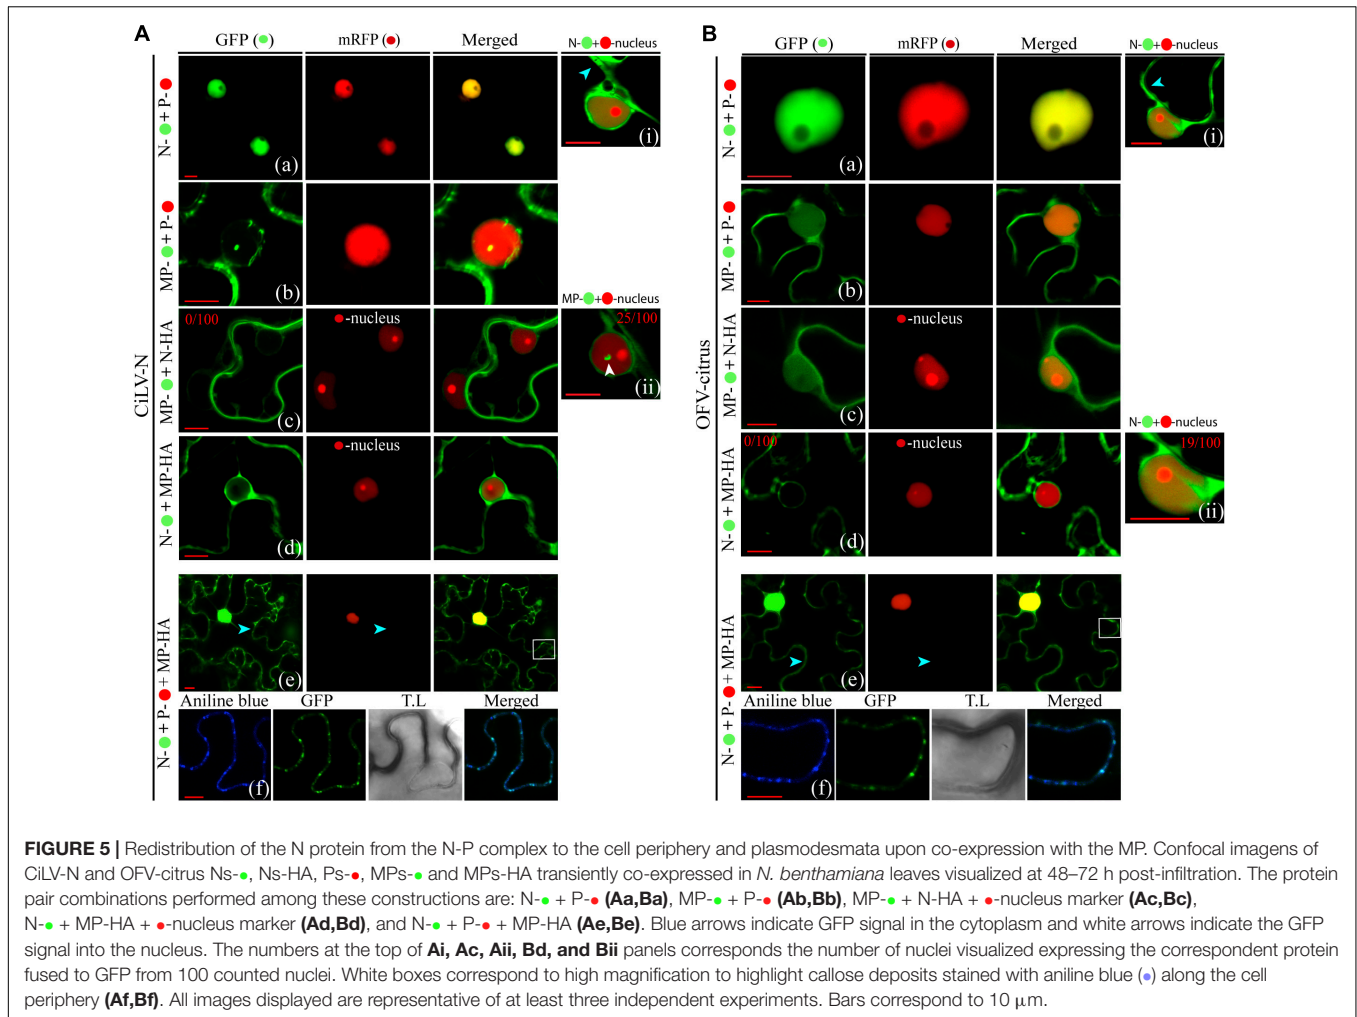 A
GFP (●) mRFP (●) Merged
N-●+●-nucleus
N-● + P-●
(a)
(i)
MP-● + P-●
(b)
MP-●+●-nucleus
CiLV-N
MP-● + N-HA
0/100
●-nucleus
(c)
25/100
(ii)
N-● + MP-HA
●-nucleus
(d)
N-● + P-● + MP-HA
(e)
Aniline blue GFP T.L Merged
(f)
B
GFP (●) mRFP (●) Merged
N-●+●-nucleus
N-● + P-●
(a)
(i)
MP-● + P-●
(b)
OFV-citrus
MP-● + N-HA
●-nucleus
(c)
N-●+●-nucleus
N-● + MP-HA
0/100
●-nucleus
(d)
19/100
(ii)
N-● + P-● + MP-HA
(e)
Aniline blue GFP T.L Merged
(f)
FIGURE 5 | Redistribution of the N protein from the N-P complex to the cell periphery and plasmodesmata upon co-expression with the MP. Confocal imagens of
CiLV-N and OFV-citrus Ns-●, Ns-HA, Ps-●, MPs-● and MPs-HA transiently co-expressed in N. benthamiana leaves visualized at 48–72 h post-infiltration. The protein
pair combinations performed among these constructions are: N-● + P-● (Aa,Ba), MP-● + P-● (Ab,Bb), MP-● + N-HA + ●-nucleus marker (Ac,Bc),
N-● + MP-HA + ●-nucleus marker (Ad,Bd), and N-● + P-● + MP-HA (Ae,Be). Blue arrows indicate GFP signal in the cytoplasm and white arrows indicate the GFP
signal into the nucleus. The numbers at the top of Ai, Ac, Aii, Bd, and Bii panels corresponds the number of nuclei visualized expressing the correspondent protein
fused to GFP from 100 counted nuclei. White boxes correspond to high magnification to highlight callose deposits stained with aniline blue (●) along the cell
periphery (Af,Bf). All images displayed are representative of at least three independent experiments. Bars correspond to 10 μm.